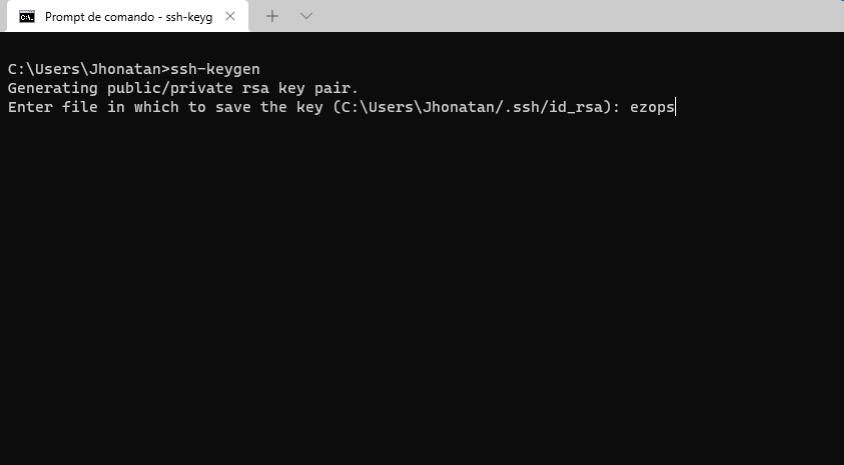 Prompt de comando - ssh-keyg
C:\Users\Jhonatan>ssh-keygen
Generating public/private rsa key pair.
Enter file in which to save the key (C:\Users\Jhonatan/.ssh/id_rsa): ezops